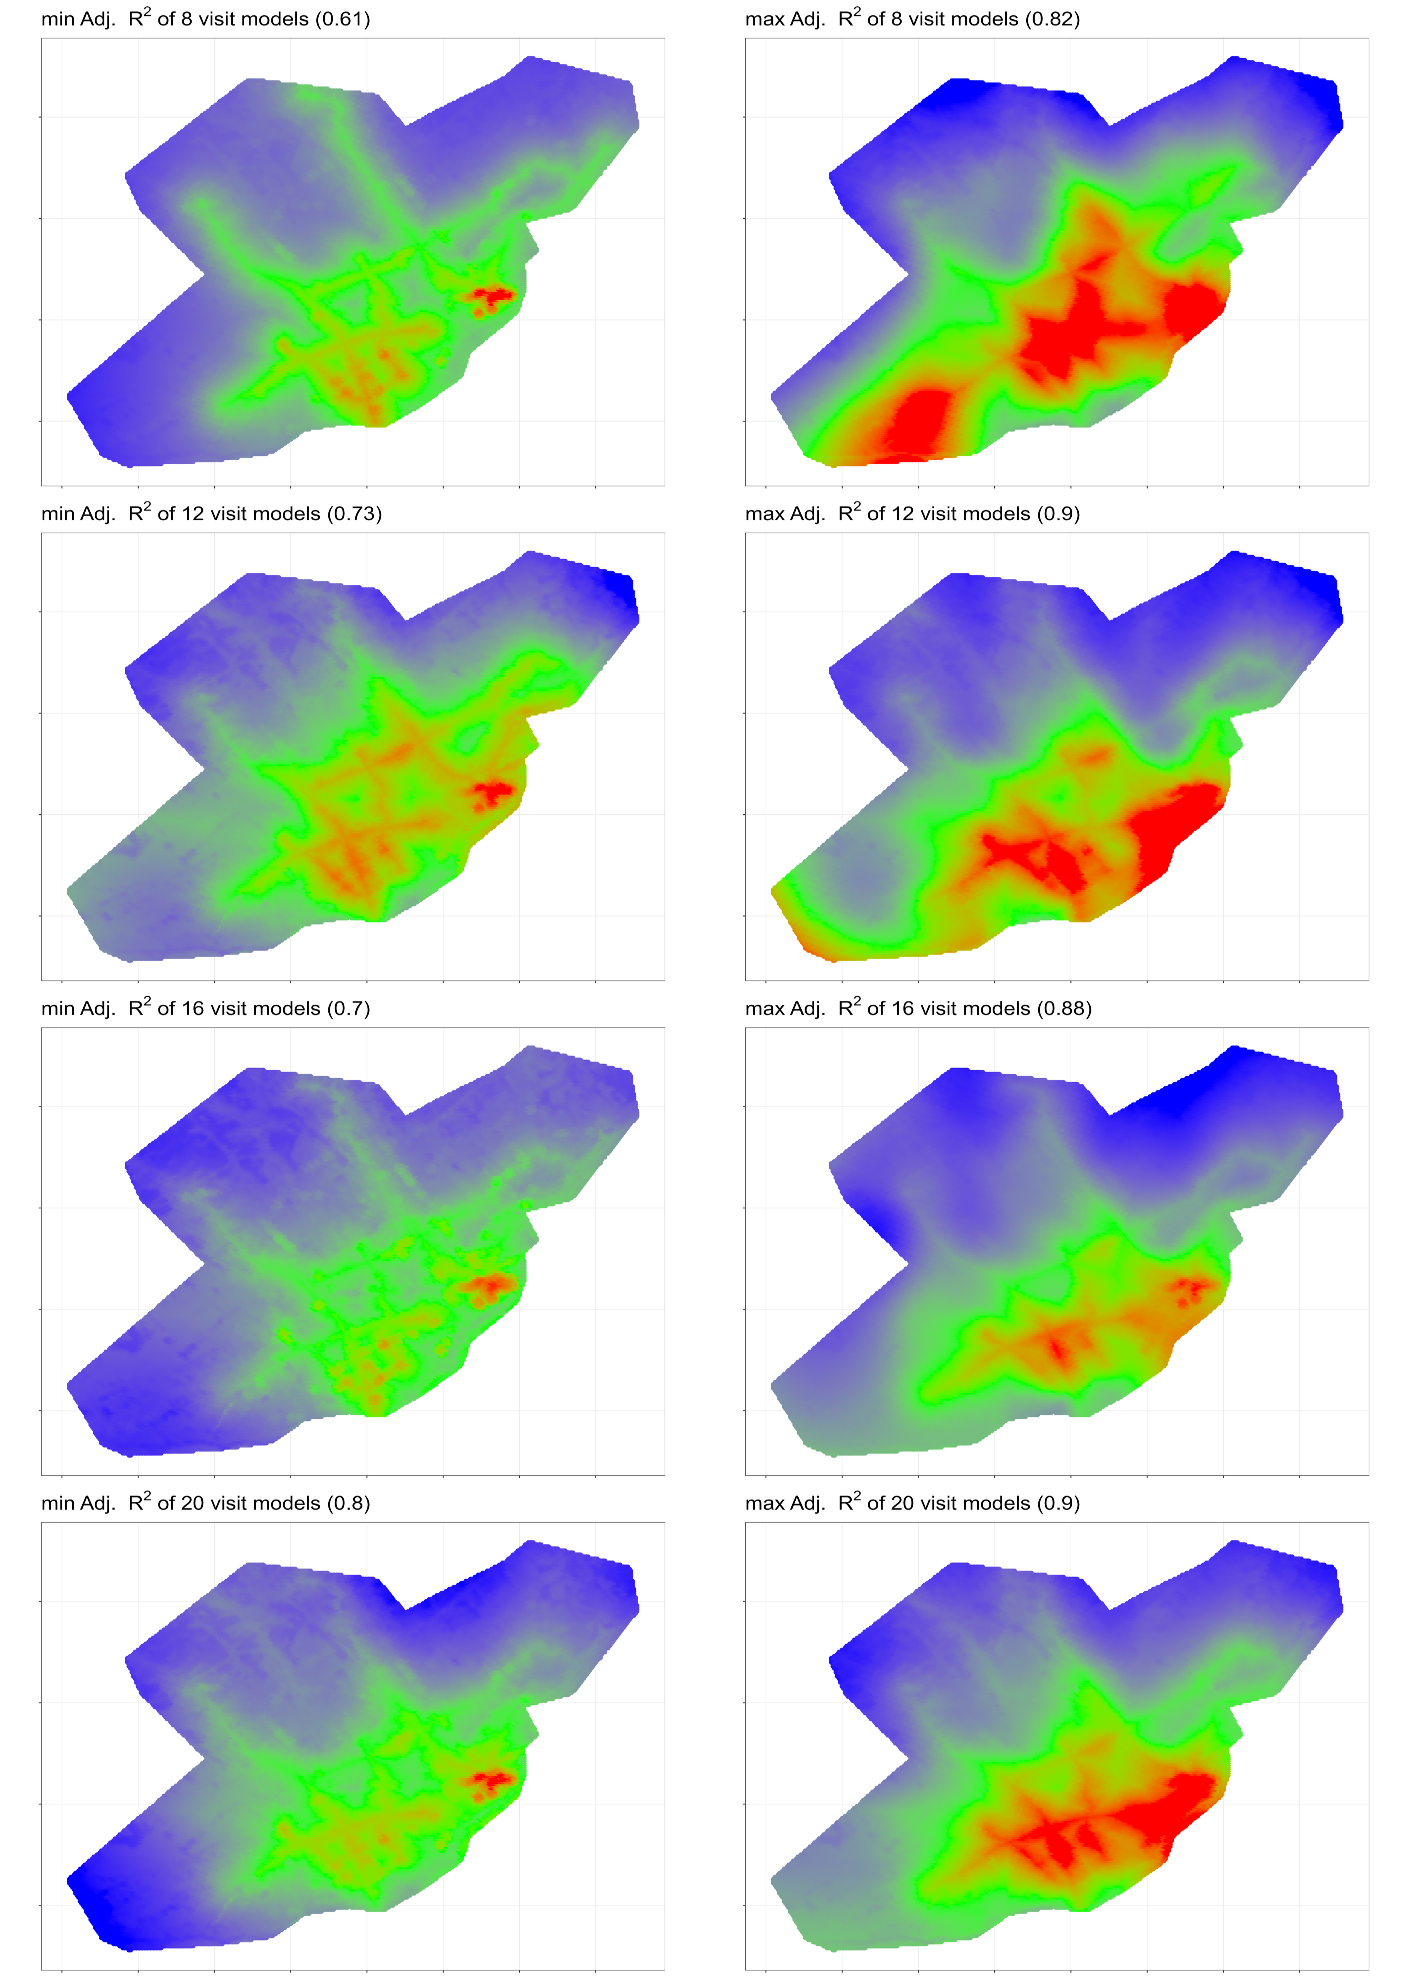 min Adj. R² of 8 visit models (0.61)
max Adj. R² of 8 visit models (0.82)
min Adj. R² of 12 visit models (0.73)
max Adj. R² of 12 visit models (0.9)
min Adj. R² of 16 visit models (0.7)
max Adj. R² of 16 visit models (0.88)
min Adj. R² of 20 visit models (0.8)
max Adj. R² of 20 visit models (0.9)